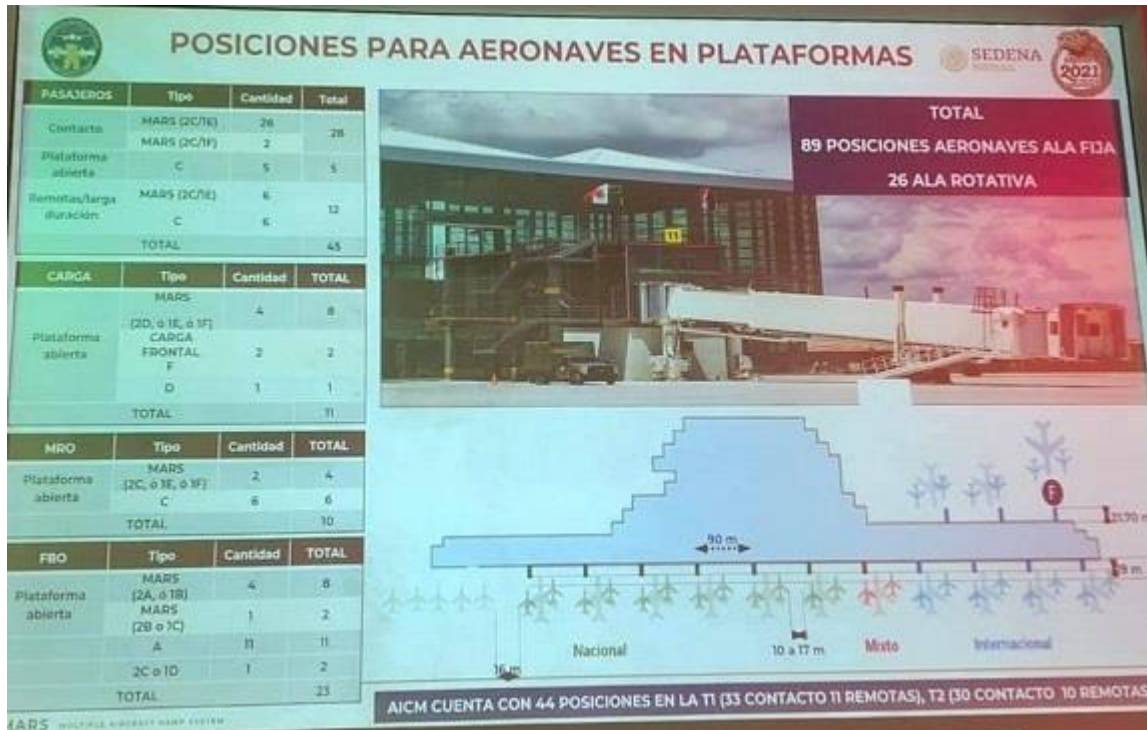 POSICIONES PARA AERONAVES EN PLATAFORMAS
SEDENA
2021
PASAJEROS Tipo Cantidad Total
Contacto MARS (2C/1E) 26 28
MARS (2C/1F) 2
Plataforma abierta C 5 5
Remotas/larga duración MARS (2C/1E) 6 12
C 6
TOTAL 45
CARGA Tipo Cantidad TOTAL
Plataforma abierta MARS (2D, ó 1E, ó 1F) 4 8
CARGA FRONTAL F 2 2
D 1 1
TOTAL 11
MRO Tipo Cantidad TOTAL
Plataforma abierta MARS (2C, ó 1E, ó 1F) 2 4
C 6 6
TOTAL 10
FBO Tipo Cantidad TOTAL
Plataforma abierta MARS (2A, ó 1B) 4 8
MARS (2B o 1C) 1 2
A 11 11
2C o 1D 1 2
TOTAL 23
MARS MULTIPLE AIRCRAFT RAMP SYSTEM
TOTAL
89 POSICIONES AERONAVES ALA FIJA
26 ALA ROTATIVA
11
F
21.70 m
90 m.
9 m
16 m
Nacional
10 a 17 m
Mixto
Internacional
AICM CUENTA CON 44 POSICIONES EN LA T1 (33 CONTACTO 11 REMOTAS), T2 (30 CONTACTO 10 REMOTAS